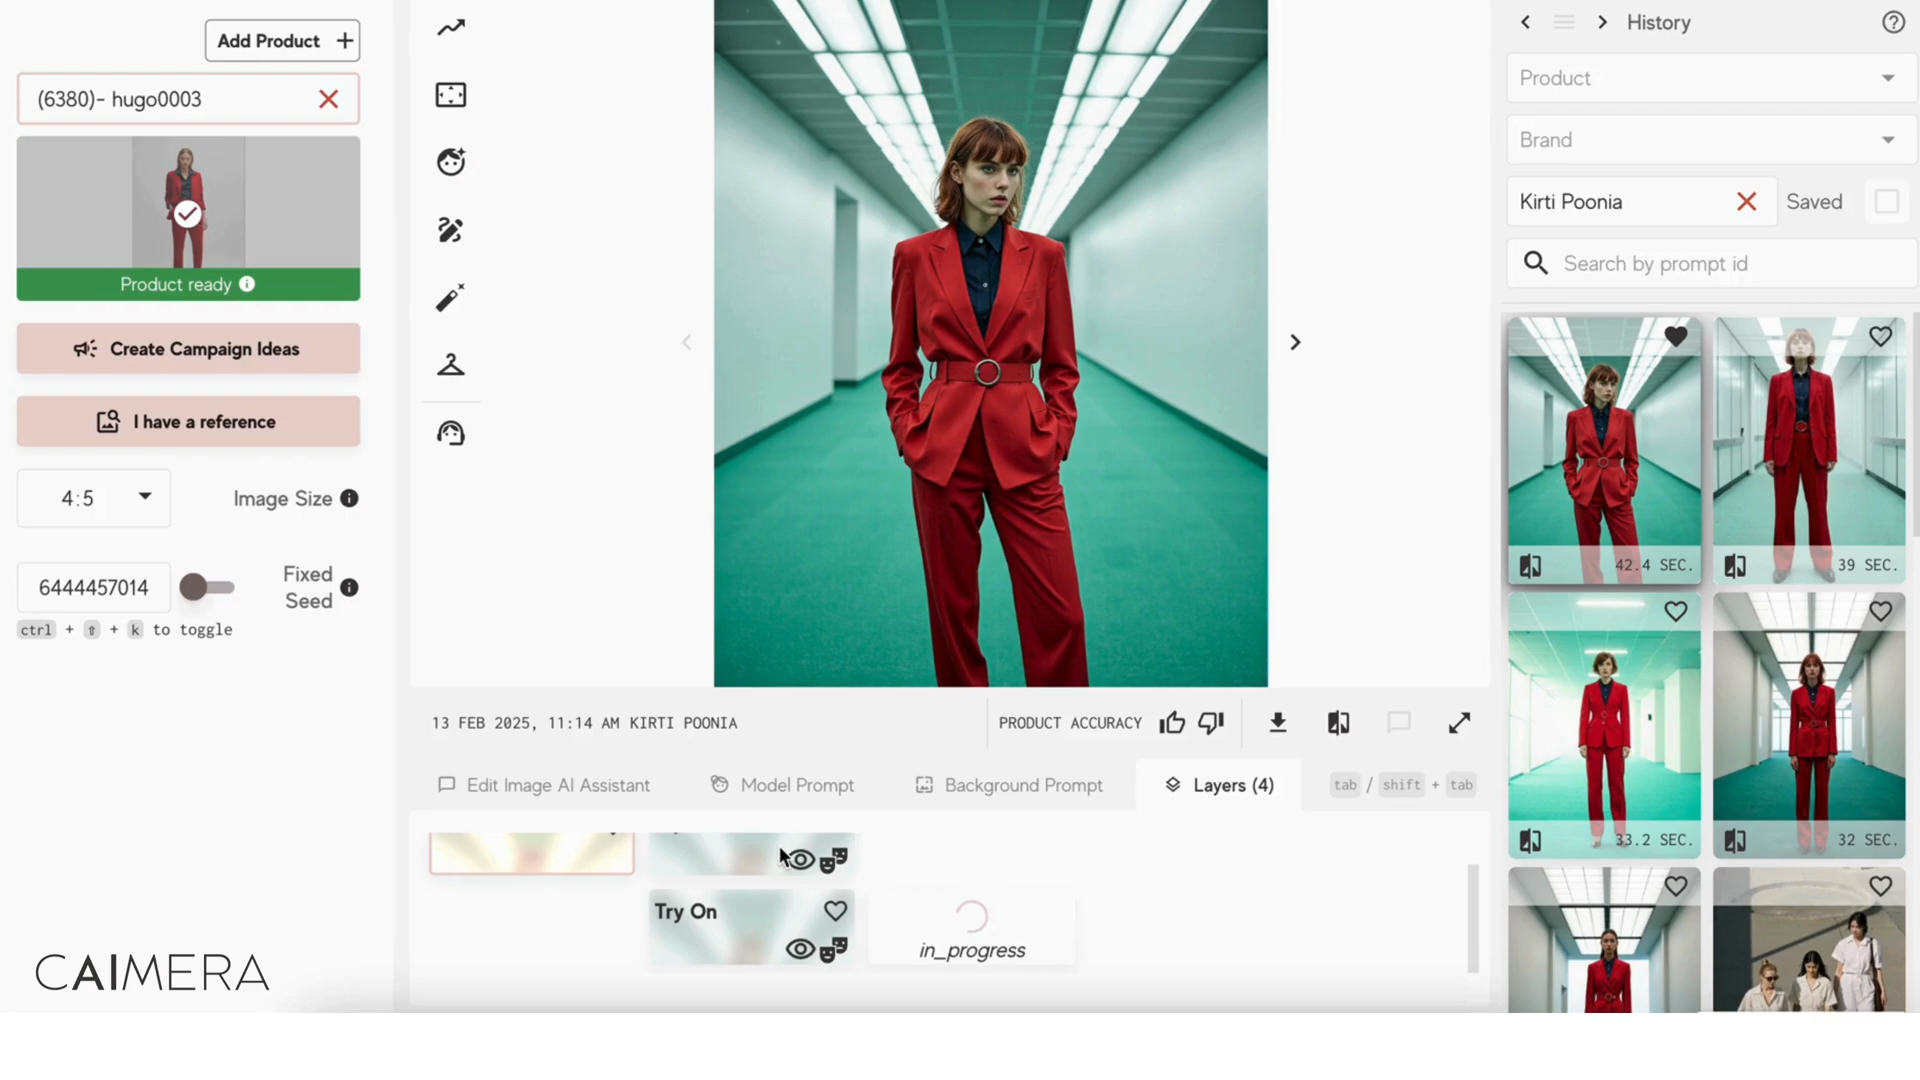 Add Product +
(6380)- hugo0003
Product ready
Create Campaign Ideas
I have a reference
4:5
Image Size
6444457014
Fixed
Seed
ctrl + ⇧ + k to toggle
CAIMERA
13 FEB 2025, 11:14 AM KIRTI POONIA
PRODUCT ACCURACY
Edit Image AI Assistant
Model Prompt
Background Prompt
Layers (4)
tab / shift + tab
Try On
in_progress
History
Product
Brand
Kirti Poonia
Saved
Search by prompt id
42.4 SEC.
39 SEC.
33.2 SEC.
32 SEC.